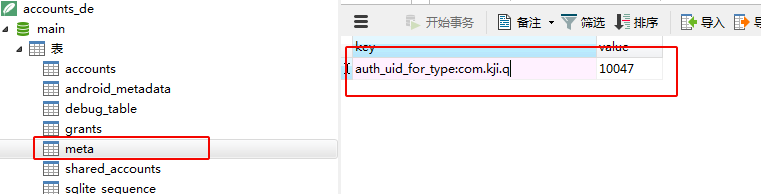 accounts_de
main
表
accounts
android_metadata
debug_table
grants
meta
shared_accounts
sqlite_sequence
开始事务
备注
筛选
排序
导入
key
value
auth_uid_for_type:com.kji.q
10047